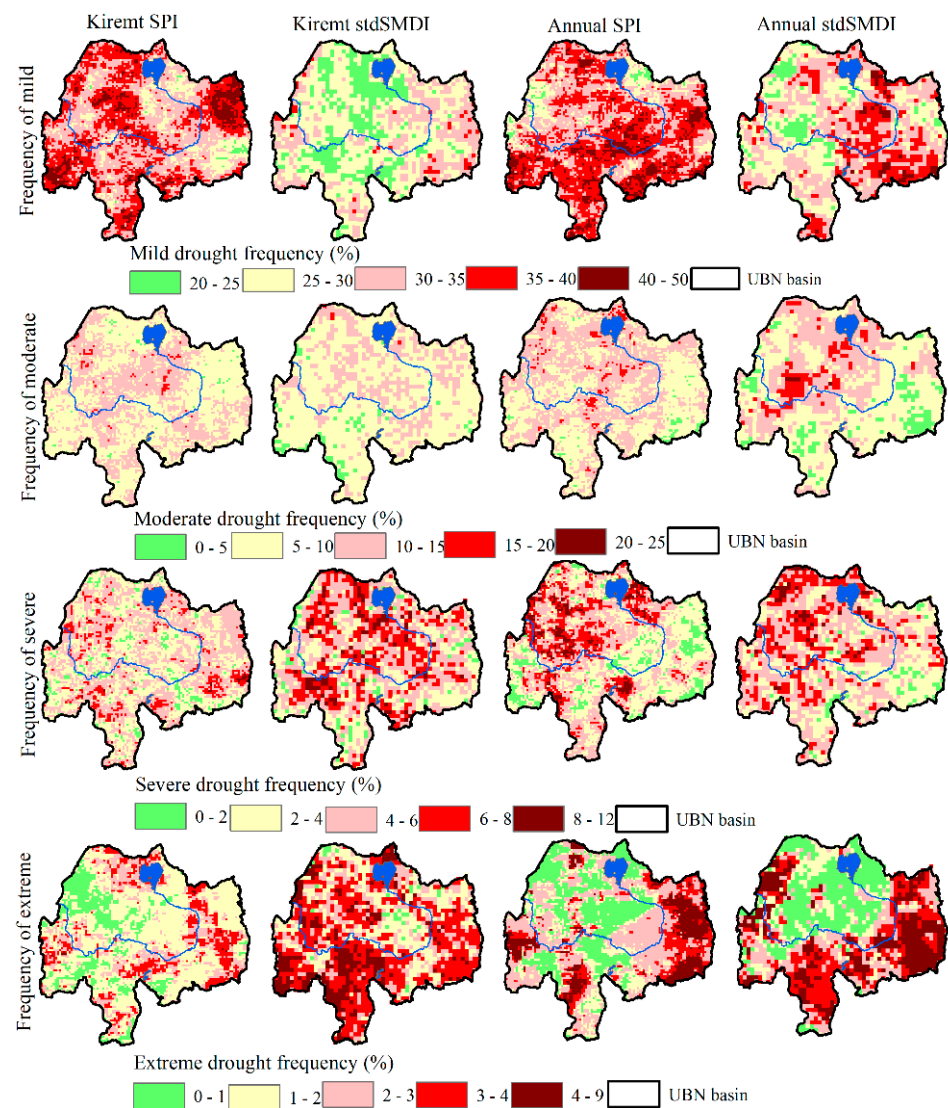 Kiremt SPI
Kiremt stdSMDI
Annual SPI
Annual stdSMDI
Frequency of mild
Mild drought frequency (%)
20 - 25
25 - 30
30 - 35
35 - 40
40 - 50
UBN basin
Frequency of moderate
Moderate drought frequency (%)
0 - 5
5 - 10
10 - 15
15 - 20
20 - 25
UBN basin
Frequency of severe
Severe drought frequency (%)
0 - 2
2 - 4
4 - 6
6 - 8
8 - 12
UBN basin
Frequency of extreme
Extreme drought frequency (%)
0 - 1
1 - 2
2 - 3
3 - 4
4 - 9
UBN basin